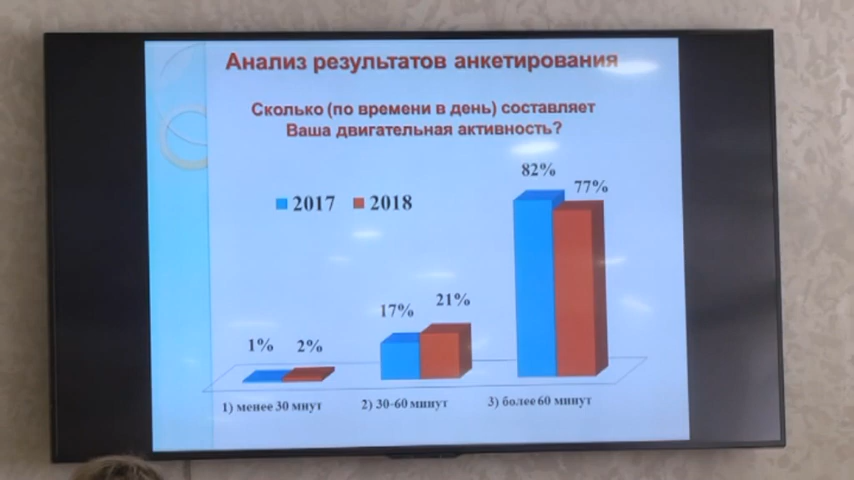 Анализ результатов анкетирования
Сколько (по времени в день) составляет
Ваша двигательная активность?
82%
77%
2017 2018
17% 21%
1% 2%
1) менее 30 мнут 2) 30-60 минут 3) более 60 минут